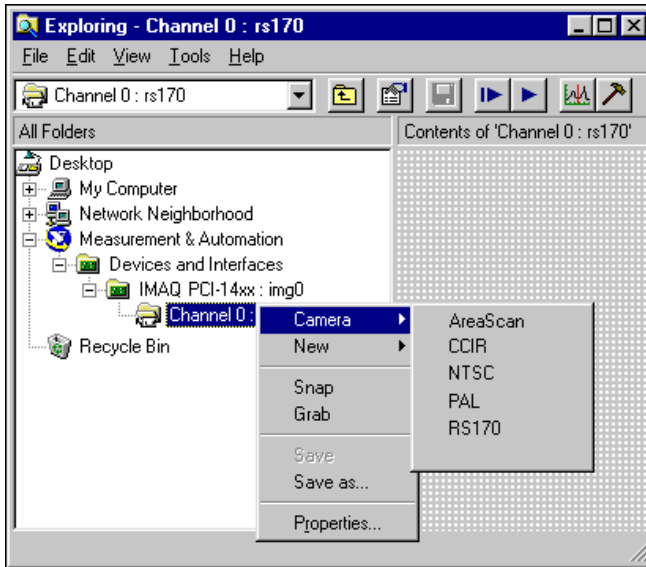 Exploring - Channel 0 : rs170
File Edit View Tools Help
Channel 0 : rs170
All Folders
Contents of 'Channel 0 : rs170'
Desktop
My Computer
Network Neighborhood
Measurement & Automation
Devices and Interfaces
IMAQ PCI-14xx : img0
Channel 0 :
Recycle Bin
Camera
New
Snap
Grab
Save
Save as...
Properties...
AreaScan
CCIR
NTSC
PAL
RS170